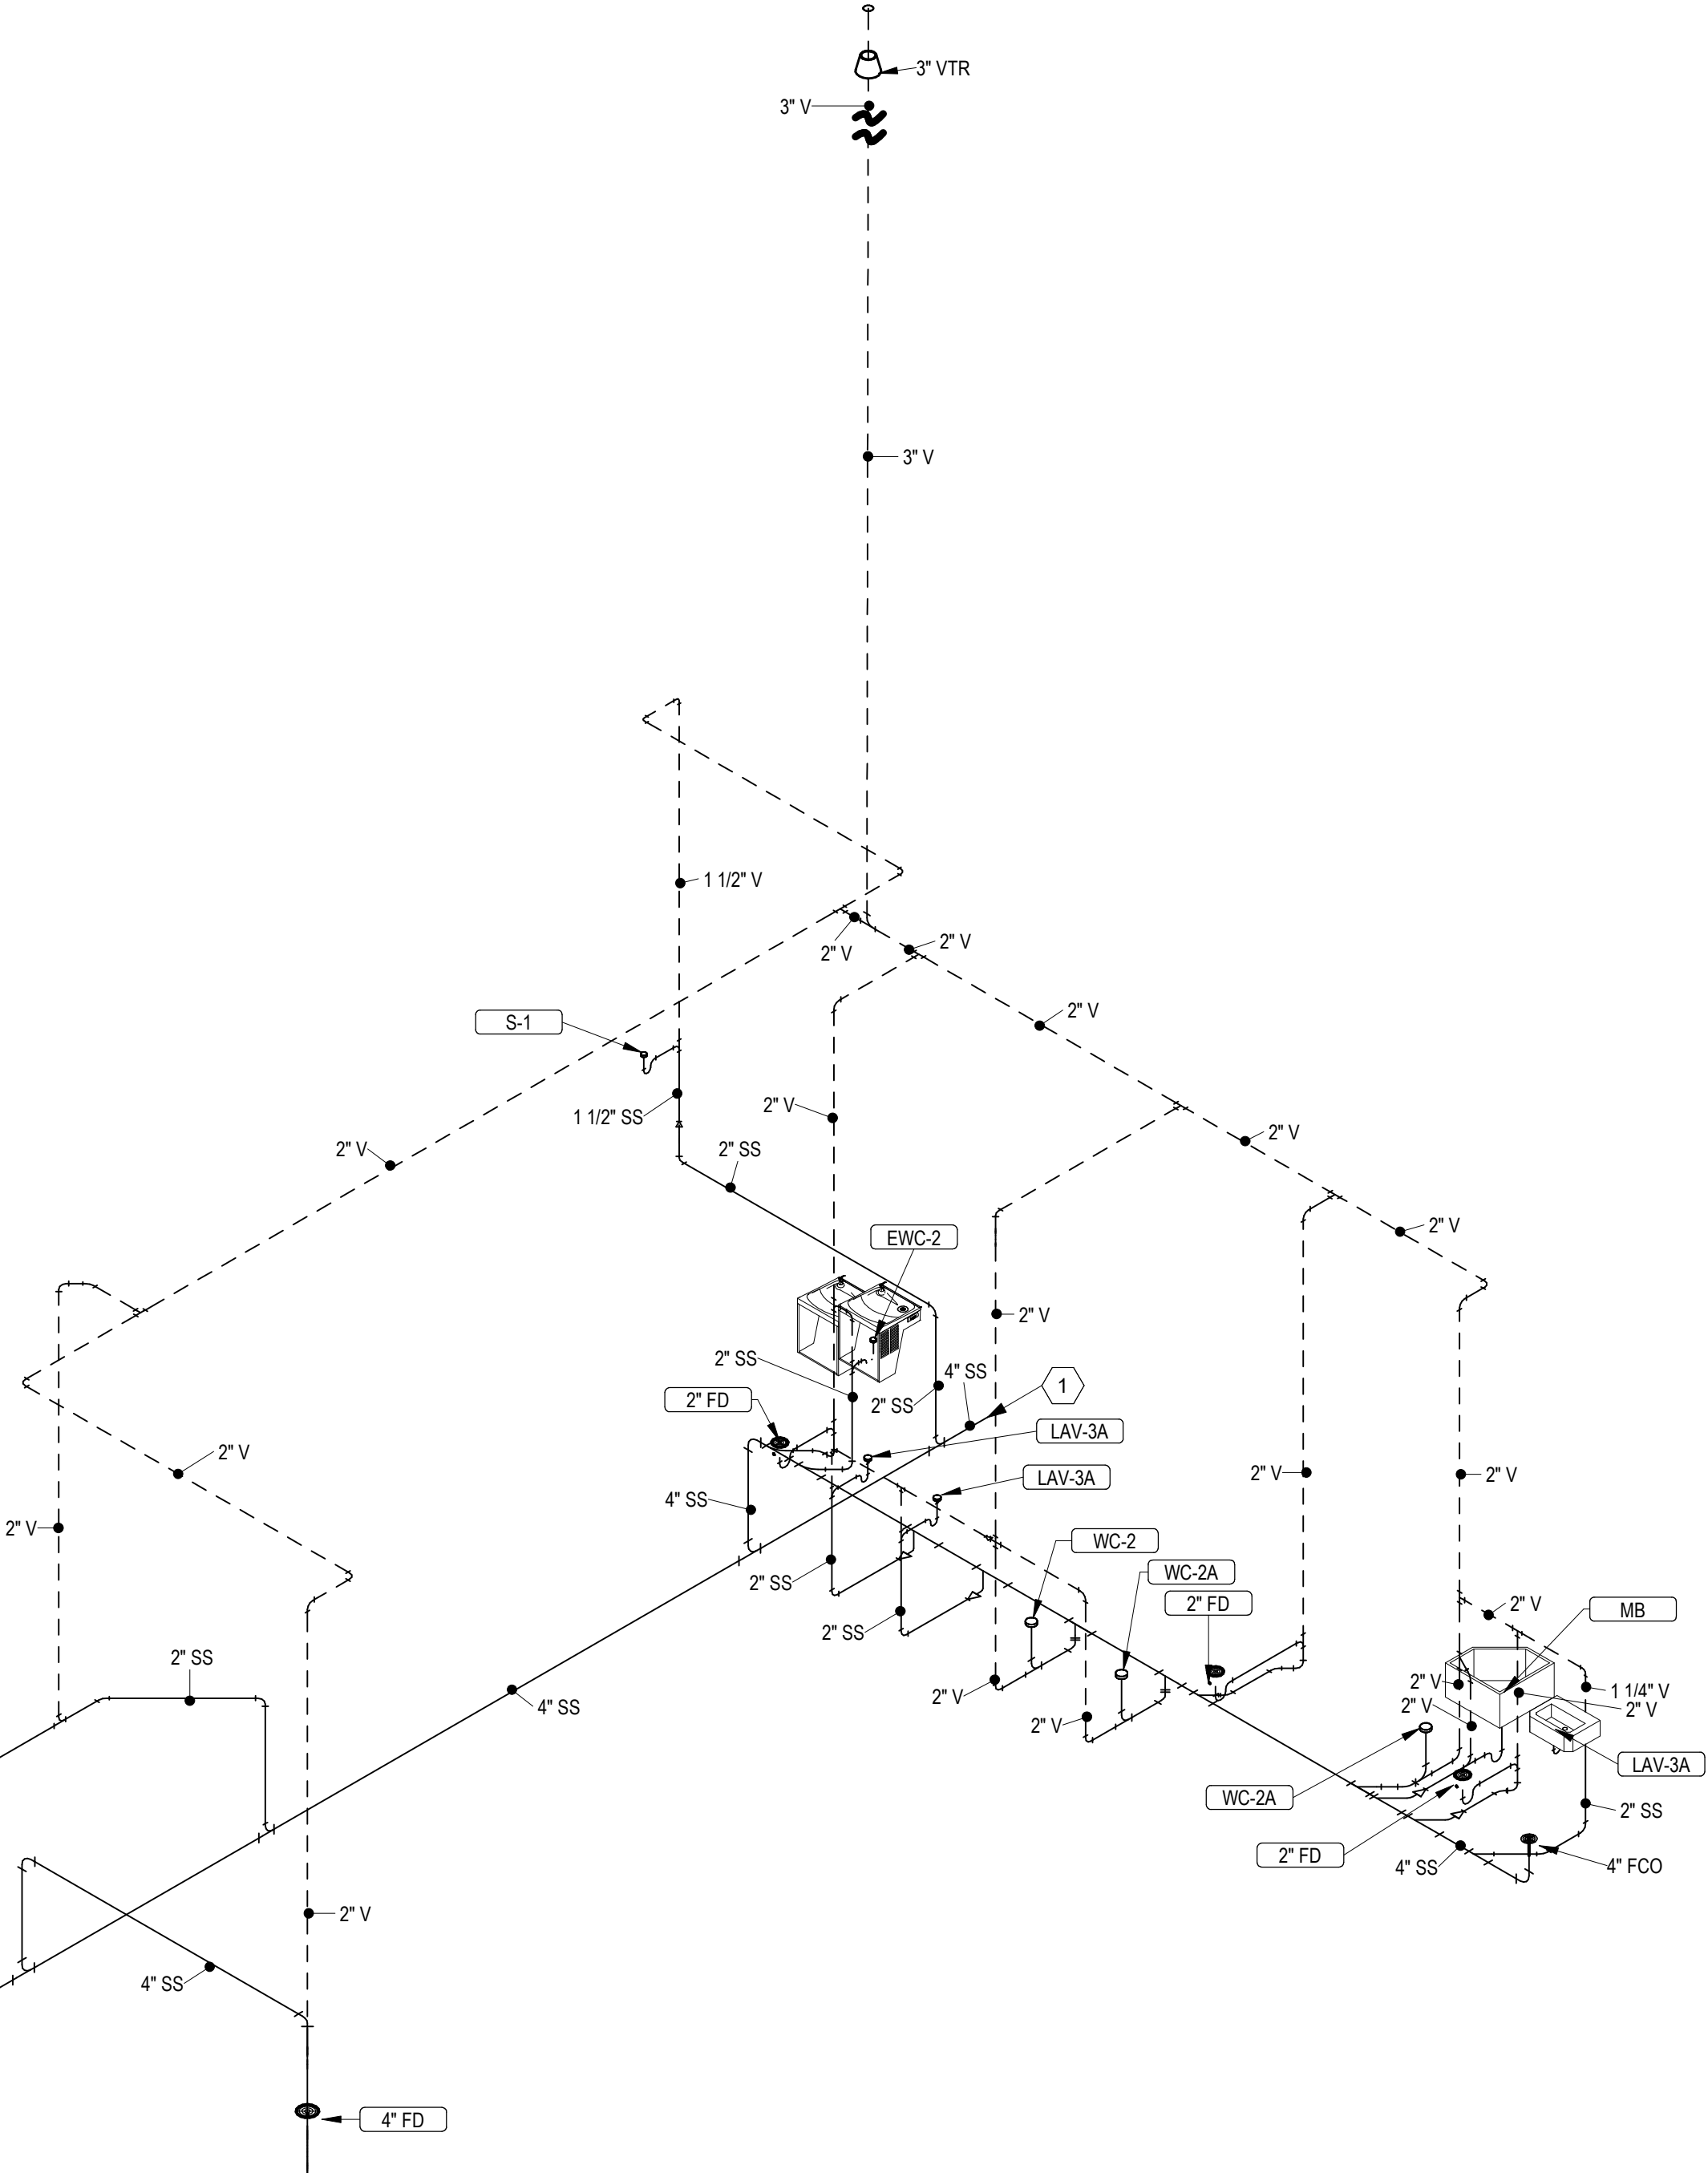 3" VTR
3" V
3" V
1 1/2" V
2" V
2" V
2" V
S-1
1 1/2" SS
2" V
2" V
2" V
2" SS
2" V
EWC-2
2" V
2" SS
4" SS
1
2" FD
2" SS
LAV-3A
2" V
LAV-3A
2" V
2" V
4" SS
2" V
WC-2
WC-2A
2" SS
2" FD
2" V
MB
2" SS
2" SS
2" V
1 1/4" V
2" V
4" SS
2" V
2" V
2" V
LAV-3A
WC-2A
2" SS
2" FD
4" SS
4" FCO
2" V
4" SS
4" FD